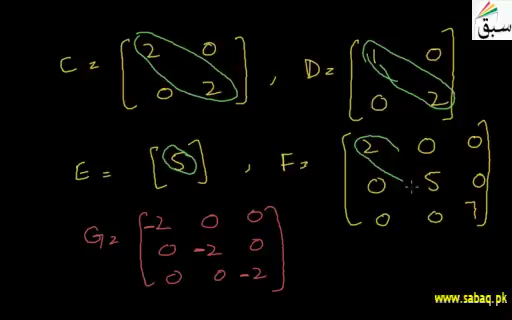 سبق
C = [ 2 0 , D = [ 1 0
0 2 ] 0 2 ]
E = [ 5 ] , F = [ 2 0 0
0 5 0
0 0 7 ]
G = [ -2 0 0
0 -2 0
0 0 -2 ]
www.sabaq.pk